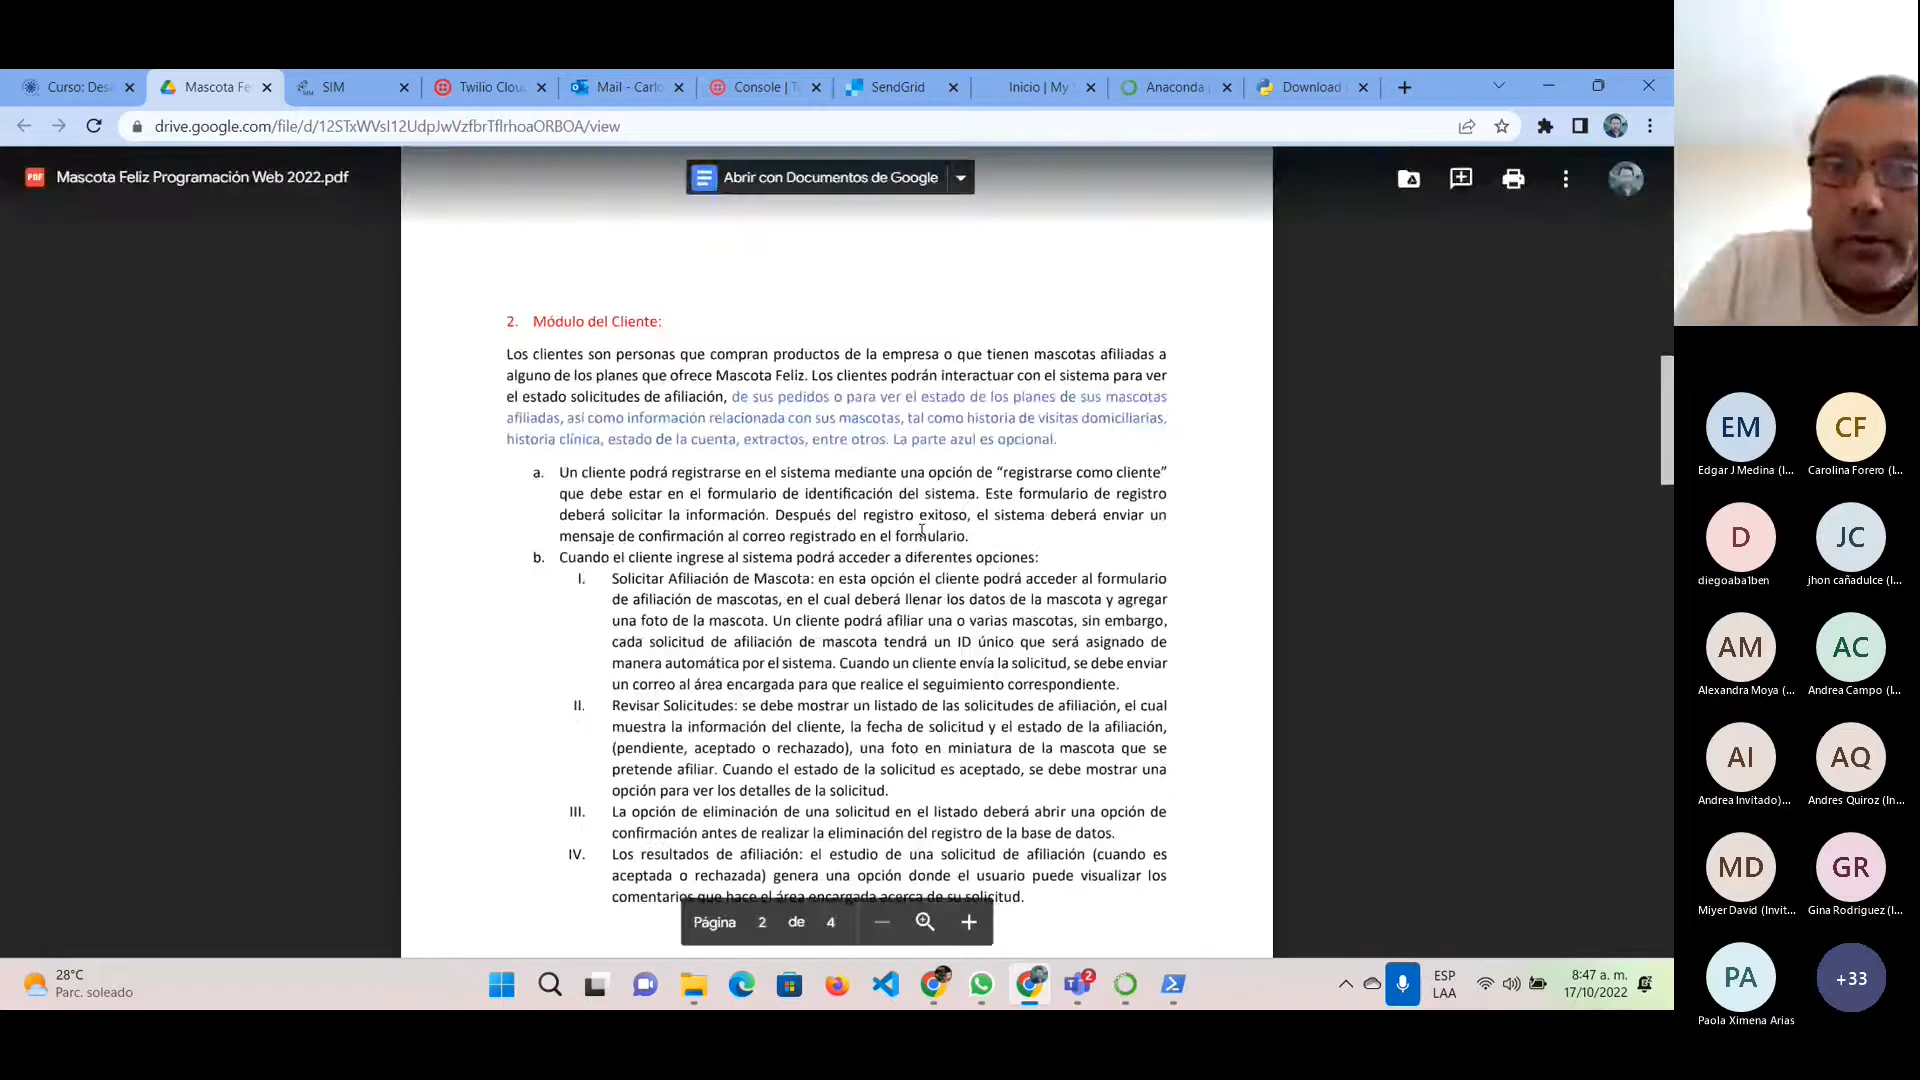 Curso: Desa
Mascota Fe
SIM
Twilio Clou
Mail - Carlo
Console | T
SendGrid
Inicio | My
Anaconda
Download
drive.google.com/file/d/12STxWVsI12UdpJwVzfbrTflrhoaORBOA/view
PDF
Mascota Feliz Programación Web 2022.pdf
Abrir con Documentos de Google
2. Módulo del Cliente:
Los clientes son personas que compran productos de la empresa o que tienen mascotas afiliadas a
alguno de los planes que ofrece Mascota Feliz. Los clientes podrán interactuar con el sistema para ver
el estado solicitudes de afiliación, de sus pedidos o para ver el estado de los planes de sus mascotas
afiliadas, así como información relacionada con sus mascotas, tal como historia de visitas domiciliarias,
historia clínica, estado de la cuenta, extractos, entre otros. La parte azul es opcional.
a. Un cliente podrá registrarse en el sistema mediante una opción de “registrarse como cliente”
que debe estar en el formulario de identificación del sistema. Este formulario de registro
deberá solicitar la información. Después del registro exitoso, el sistema deberá enviar un
mensaje de confirmación al correo registrado en el formulario.
b. Cuando el cliente ingrese al sistema podrá acceder a diferentes opciones:
I. Solicitar Afiliación de Mascota: en esta opción el cliente podrá acceder al formulario
de afiliación de mascotas, en el cual deberá llenar los datos de la mascota y agregar
una foto de la mascota. Un cliente podrá afiliar una o varias mascotas, sin embargo,
cada solicitud de afiliación de mascota tendrá un ID único que será asignado de
manera automática por el sistema. Cuando un cliente envía la solicitud, se debe enviar
un correo al área encargada para que realice el seguimiento correspondiente.
II. Revisar Solicitudes: se debe mostrar un listado de las solicitudes de afiliación, el cual
muestra la información del cliente, la fecha de solicitud y el estado de la afiliación,
(pendiente, aceptado o rechazado), una foto en miniatura de la mascota que se
pretende afiliar. Cuando el estado de la solicitud es aceptado, se debe mostrar una
opción para ver los detalles de la solicitud.
III. La opción de eliminación de una solicitud en el listado deberá abrir una opción de
confirmación antes de realizar la eliminación del registro de la base de datos.
IV. Los resultados de afiliación: el estudio de una solicitud de afiliación (cuando es
aceptada o rechazada) genera una opción donde el usuario puede visualizar los
comentarios que hace el área encargada acerca de su solicitud.
Página 2 de 4
28°C
Parc. soleado
2
ESP
LAA
8:47 a. m.
17/10/2022
EM
CF
Edgar J Medina (I...
Carolina Forero (I...
D
JC
diegoaba1ben
jhon cañadulce (I...
AM
AC
Alexandra Moya (...
Andrea Campo (I...
AI
AQ
Andrea Invitado)...
Andres Quiroz (In...
MD
GR
Miyer David (Invit...
Gina Rodriguez (I...
PA
+33
Paola Ximena Arias